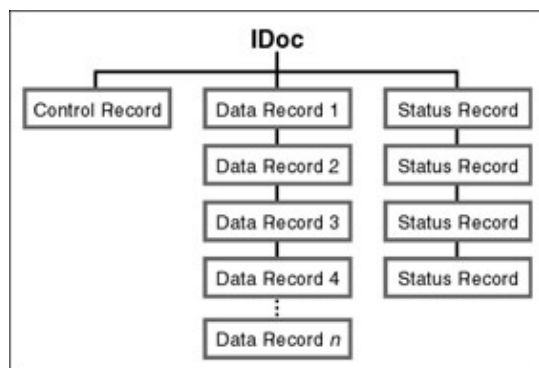 IDoc
Control Record
Data Record 1
Status Record
Data Record 2
Status Record
Data Record 3
Status Record
Data Record 4
Status Record
Data Record n